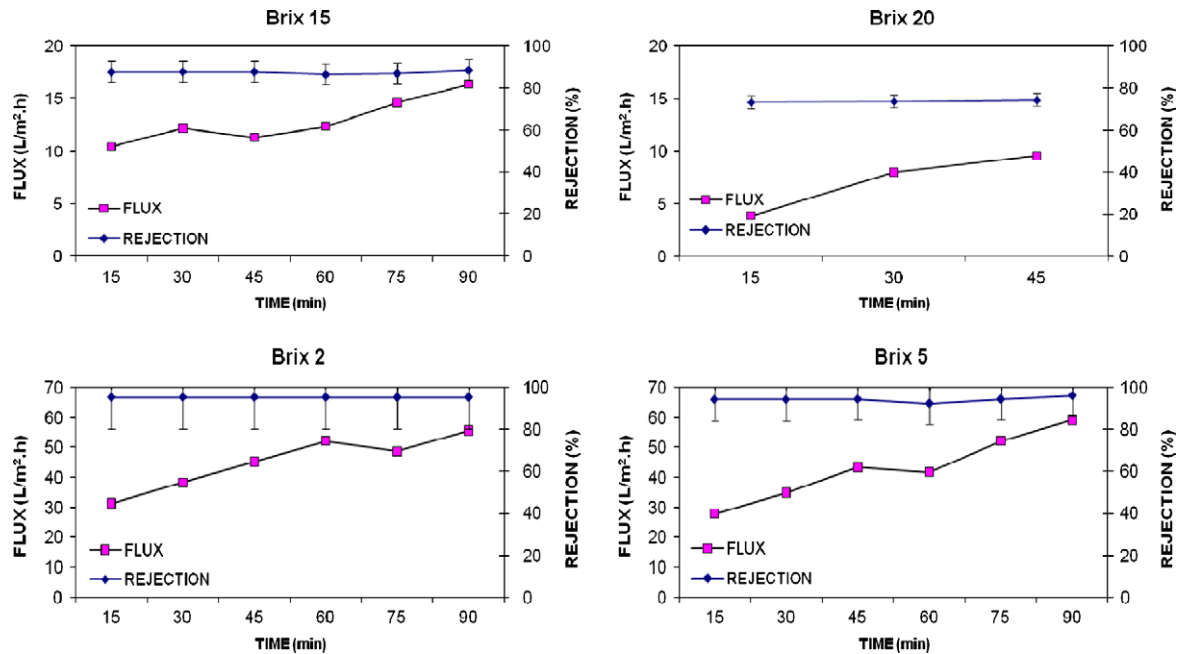 Brix 15
20
15
10
5
0
FLUX (L/m².h)
100
80
60
40
20
0
REJECTION (%)
FLUX
REJECTION
15 30 45 60 75 90
TIME (min)
Brix 20
20
15
10
5
0
FLUX (L/m².h)
100
80
60
40
20
0
REJECTION (%)
FLUX
REJECTION
15 30 45
TIME (min)
Brix 2
70
60
50
40
30
20
10
0
FLUX (L/m².h)
100
80
60
40
20
0
REJECTION (%)
FLUX
REJECTION
15 30 45 60 75 90
TIME (min)
Brix 5
70
60
50
40
30
20
10
0
FLUX (L/m².h)
100
80
60
40
20
0
REJECTION (%)
FLUX
REJECTION
15 30 45 60 75 90
TIME (min)